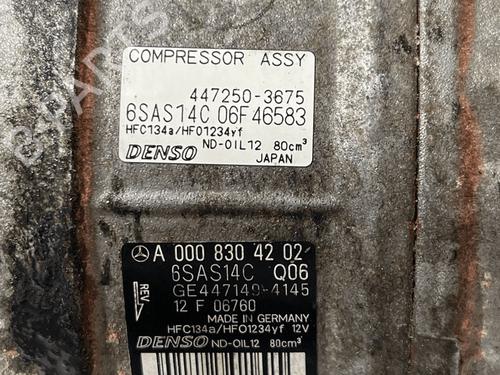 COMPRESSOR ASSY
447250-3675
6SAS14C 06F46583
HFC134a/HFO1234yf
ND-OIL12 80cm³
DENSO
JAPAN
A 000 830 42 02
6SAS14C Q06
GE447140-4145
REV
12 F 06760
MADE IN GERMANY
HFC134a/HFO1234yf 12V
DENSO ND-OIL12 80cm³